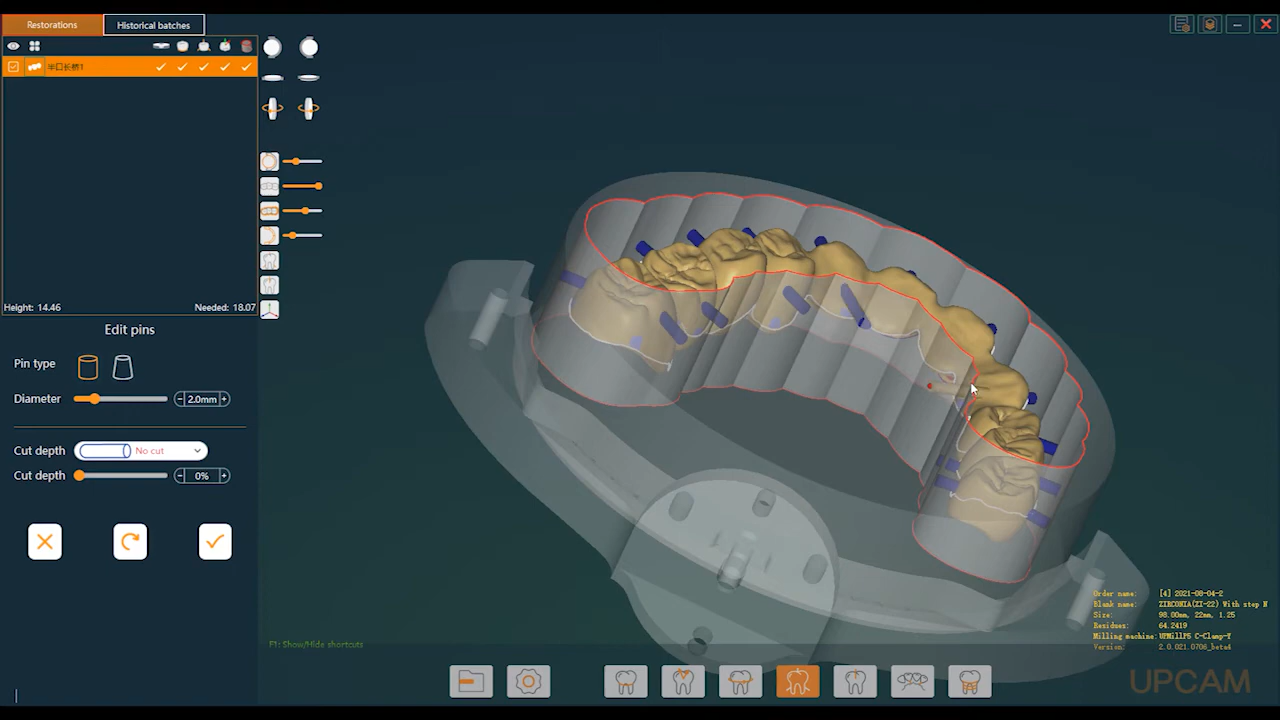 Restorations
Historical batches
半口长桥1
Height: 14.46
Needed: 18.07
Edit pins
Pin type
Diameter
2.0mm
Cut depth
No cut
Cut depth
0%
F1: Show/Hide shortcuts
Order name: [4] 2021-08-04-2
Blank name: ZIRCONIA(ZI-22) With step N
Size: 98.00mm, 22mm, 1.25
Residues: 64.2419
Milling machine: UPMillP5 C-Clamp-Y
Version: 2.0.021.0706_beta4
UPCAM